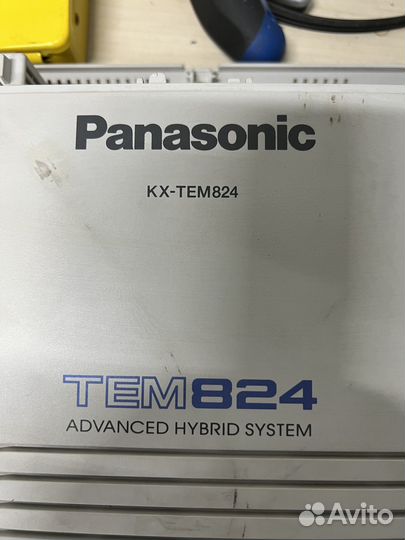 Panasonic
KX-TEM824
TEM824
ADVANCED HYBRID SYSTEM
Avito